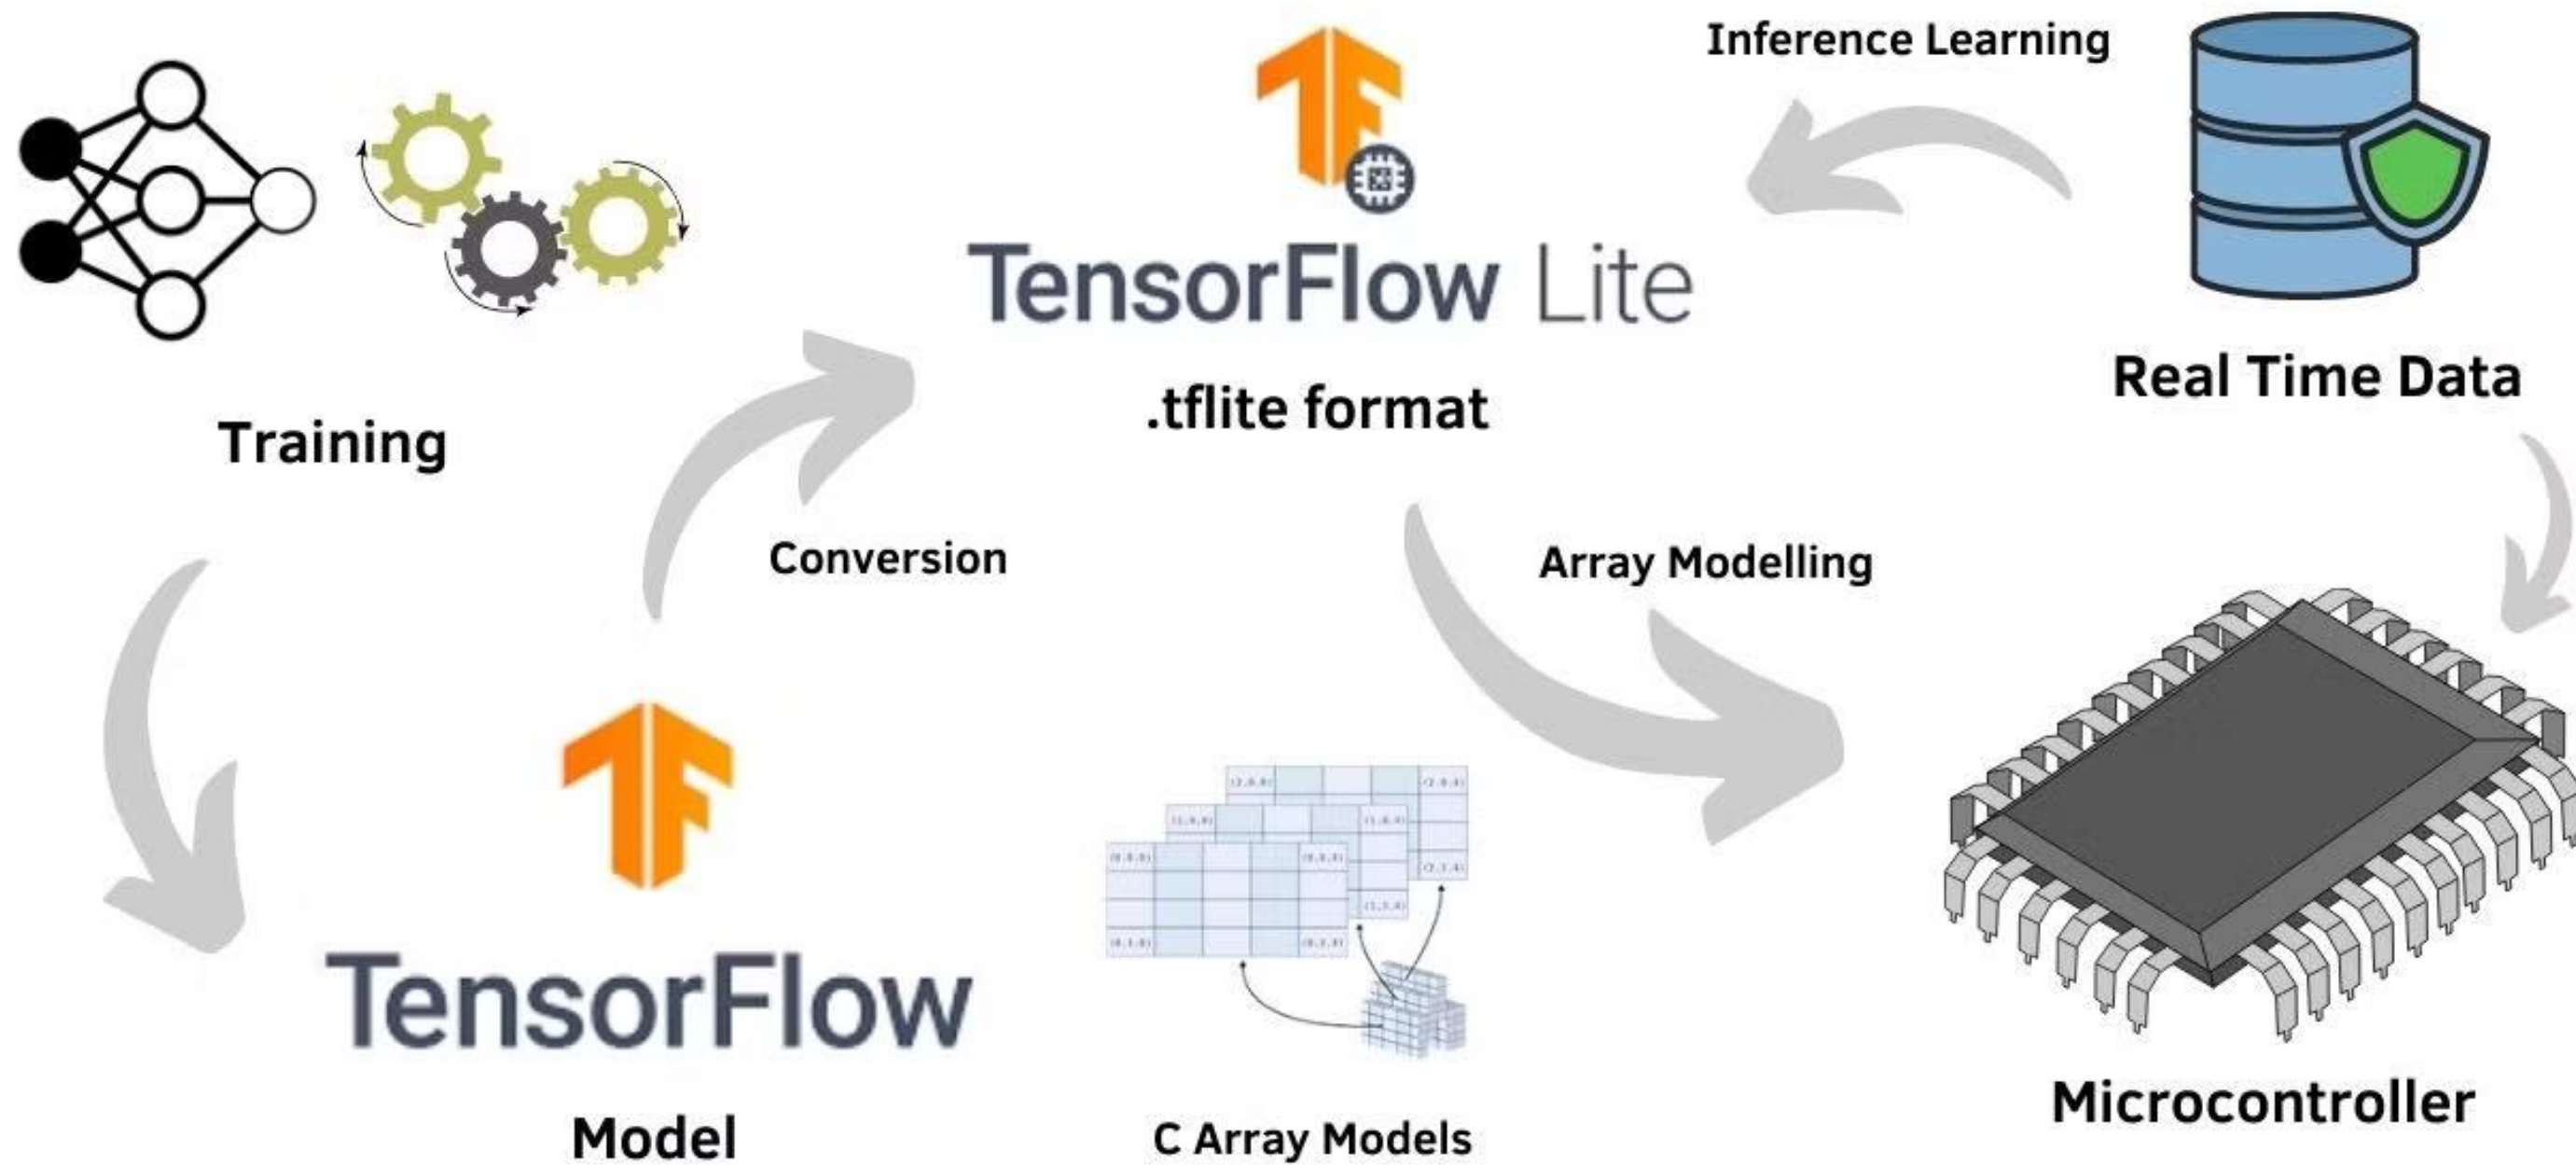 Inference Learning
TensorFlow Lite
.tflite format
Real Time Data
Training
Conversion
Array Modelling
TensorFlow
Model
C Array Models
Microcontroller